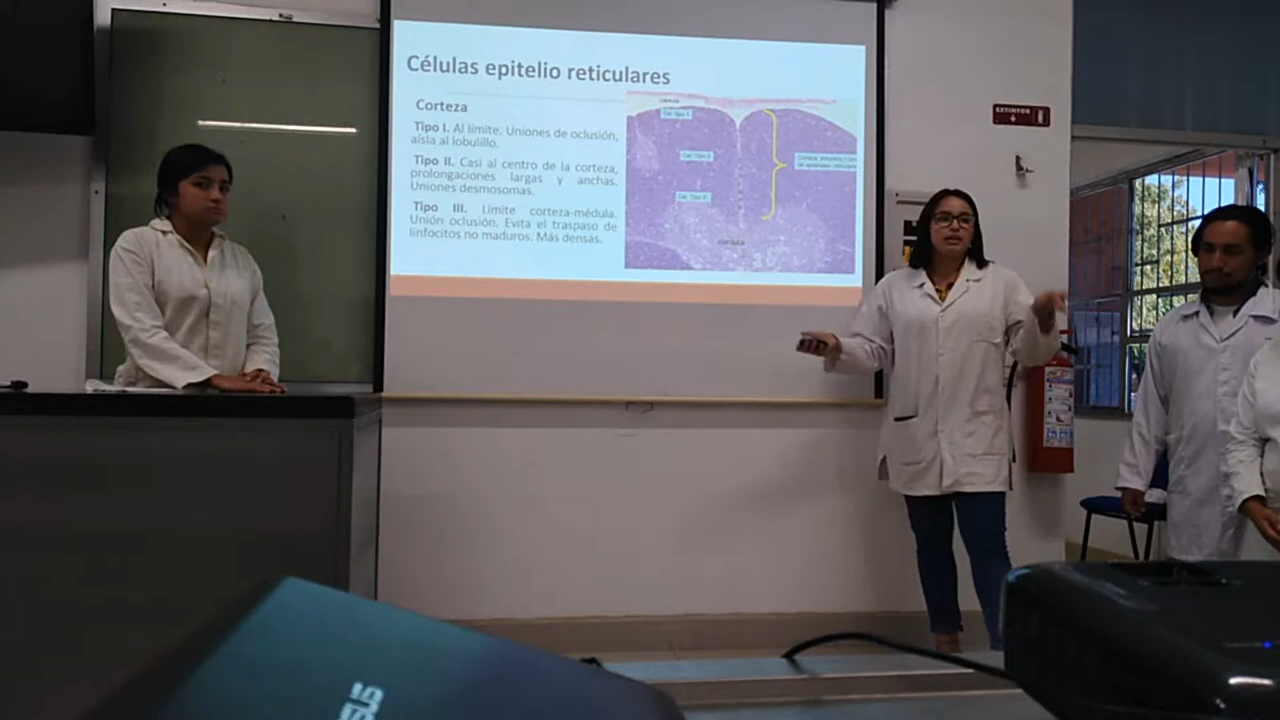 Células epitelio reticulares
Corteza
Tipo I. Al límite. Uniones de oclusión,
aísla al lobulillo.
Tipo II. Casi al centro de la corteza,
prolongaciones largas y anchas.
Uniones desmosomas.
Tipo III. Límite corteza-médula.
Unión oclusión. Evita el traspaso de
linfocitos no maduros. Más densas.
EXTINTOR